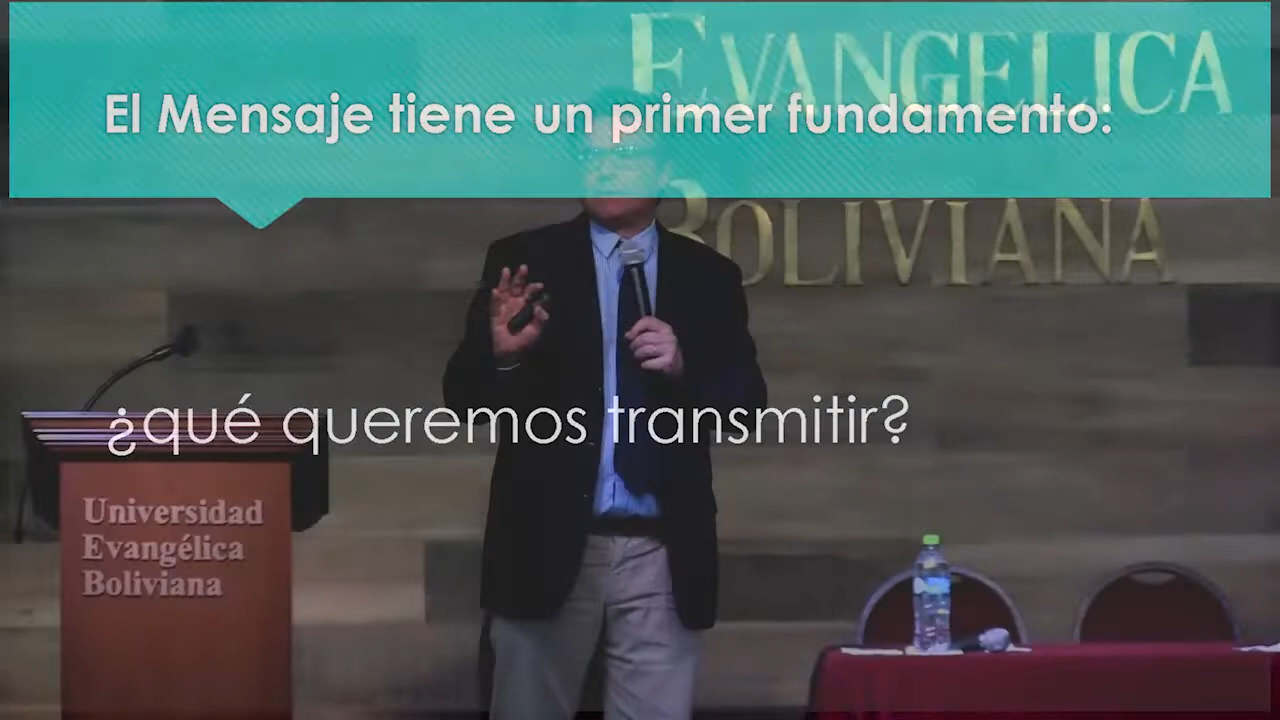 EVANGELICA
El Mensaje tiene un primer fundamento:
BOLIVIANA
¿qué queremos transmitir?
Universidad
Evangélica
Boliviana